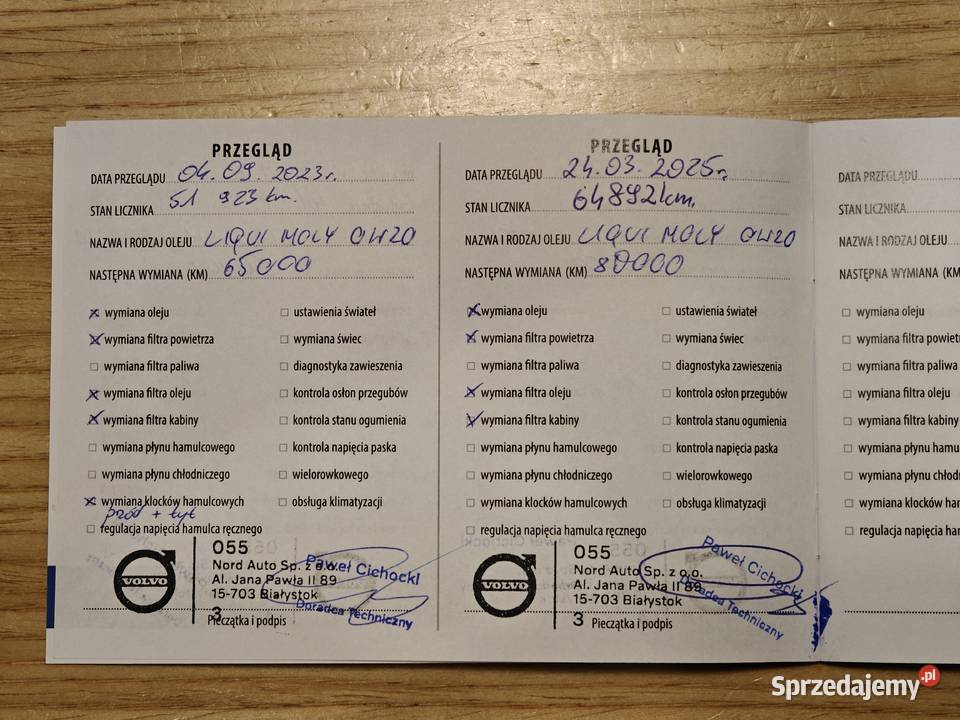 PRZEGLĄD
DATA PRZEGLĄDU 04.09.2023r.
STAN LICZNIKA 51 923 km.
NAZWA I RODZAJ OLEJU LIQUI MOLY 0W20
NASTĘPNA WYMIANA (KM) 65000
x wymiana oleju
x wymiana filtra powietrza
wymiana filtra paliwa
x wymiana filtra oleju
x wymiana filtra kabiny
wymiana płynu hamulcowego
wymiana płynu chłodniczego
x wymiana klocków hamulcowych
przód + tył
regulacja napięcia hamulca ręcznego
ustawienia świateł
wymiana świec
diagnostyka zawieszenia
kontrola osłon przegubów
kontrola stanu ogumienia
kontrola napięcia paska
wielorowkowego
obsługa klimatyzacji
VOLVO
055
Nord Auto Sp. z o.o.
Al. Jana Pawła II 89
15-703 Białystok
3
Paweł Cichocki
Doradca Techniczny
Pieczątka i podpis
PRZEGLĄD
DATA PRZEGLĄDU 24.03.2025r.
STAN LICZNIKA 64892km.
NAZWA I RODZAJ OLEJU LIQUI MOLY 0W20
NASTĘPNA WYMIANA (KM) 80000
x wymiana oleju
x wymiana filtra powietrza
wymiana filtra paliwa
x wymiana filtra oleju
x wymiana filtra kabiny
wymiana płynu hamulcowego
wymiana płynu chłodniczego
wymiana klocków hamulcowych
regulacja napięcia hamulca ręcznego
ustawienia świateł
wymiana świec
diagnostyka zawieszenia
kontrola osłon przegubów
kontrola stanu ogumienia
kontrola napięcia paska
wielorowkowego
obsługa klimatyzacji
VOLVO
055
Nord Auto Sp. z o.o.
Al. Jana Pawła II 89
15-703 Białystok
3
Paweł Cichocki
Doradca Techniczny
Pieczątka i podpis
DATA PRZEGLĄDU
STAN LICZNIKA
NAZWA I RODZAJ OLEJU
NASTĘPNA WYMIANA (KM
wymiana oleju
wymiana filtra powiet
wymiana filtra paliwa
wymiana filtra oleju
wymiana filtra kabiny
wymiana płynu hamu
wymiana płynu chłod
wymiana klocków ha
regulacja napięcia ham
Sprzedajemy.pl